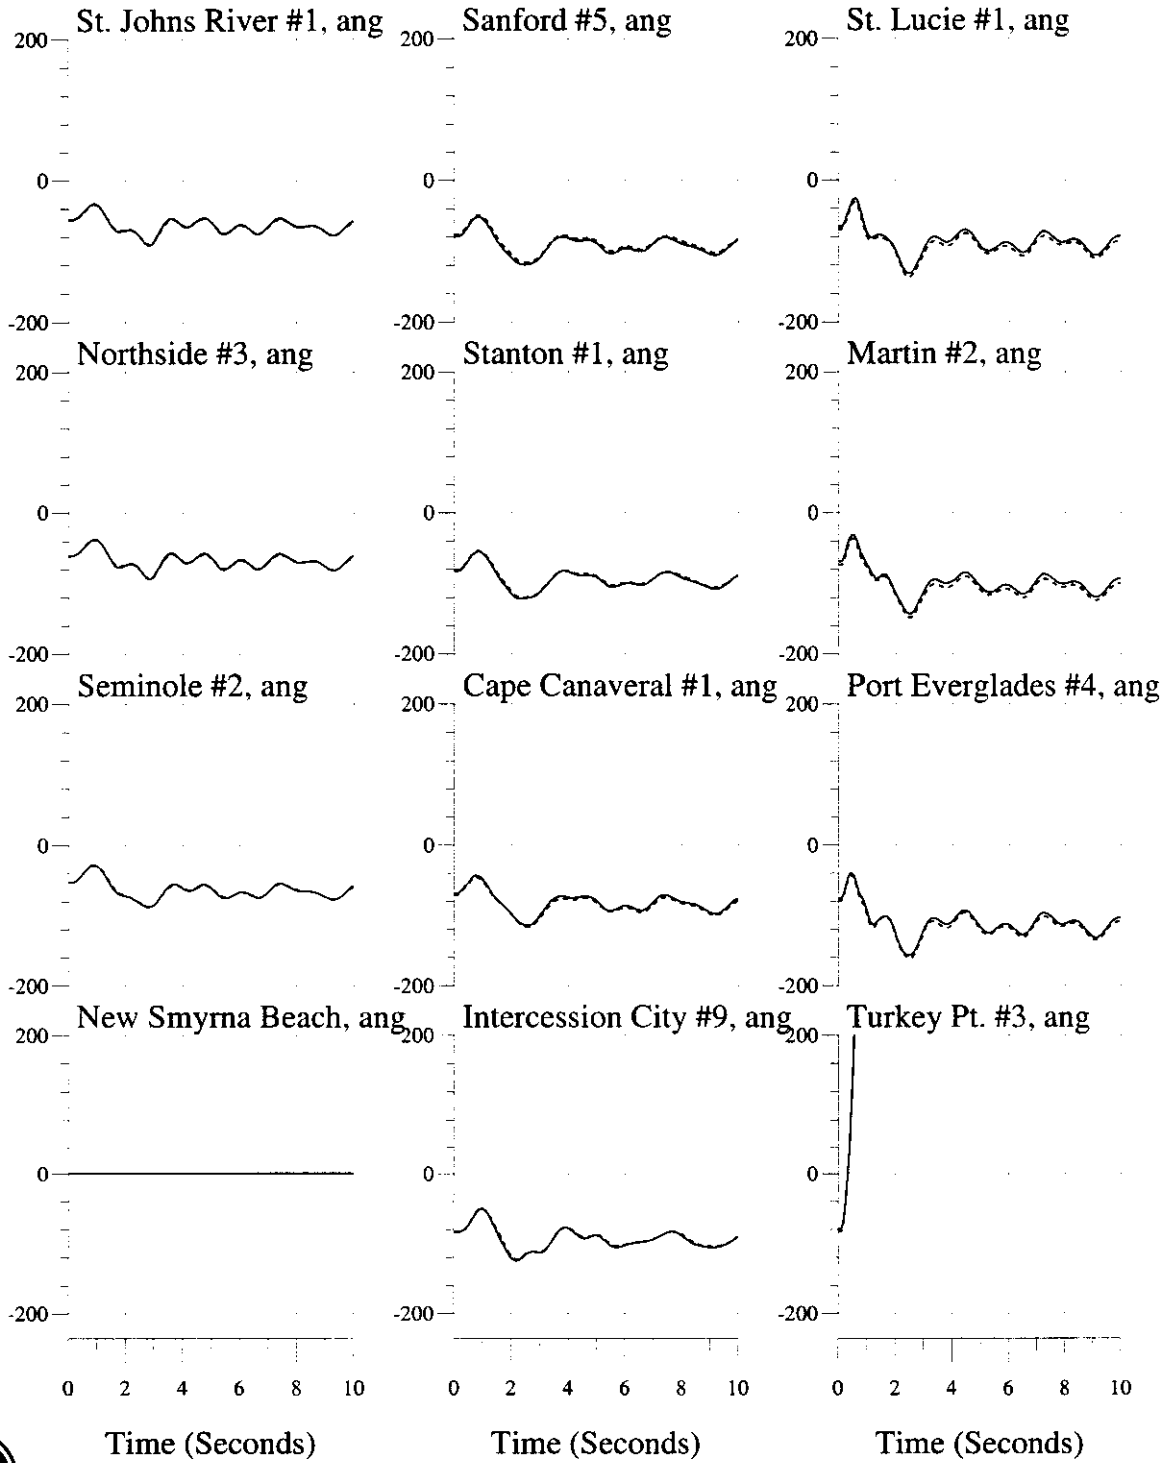 St. Johns River #1, ang
Sanford #5, ang
St. Lucie #1, ang
200
0
-200
200
0
-200
200
0
-200
Northside #3, ang
Stanton #1, ang
Martin #2, ang
200
0
-200
200
0
-200
200
0
-200
Seminole #2, ang
Cape Canaveral #1, ang
Port Everglades #4, ang
200
0
-200
200
0
-200
200
0
-200
New Smyrna Beach, ang
Intercession City #9, ang
Turkey Pt. #3, ang
200
0
-200
200
0
-200
200
0
-200
0 2 4 6 8 10
0 2 4 6 8 10
0 2 4 6 8 10
Time (Seconds)
Time (Seconds)
Time (Seconds)